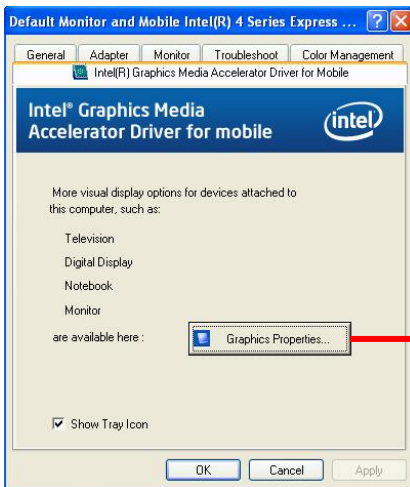 Default Monitor and Mobile Intel(R) 4 Series Express ...
General Adapter Monitor Troubleshoot Color Management
Intel(R) Graphics Media Accelerator Driver for Mobile
Intel® Graphics Media
Accelerator Driver for mobile
intel
More visual display options for devices attached to
this computer, such as:
Television
Digital Display
Notebook
Monitor
are available here :
Graphics Properties...
Show Tray Icon
OK Cancel Apply